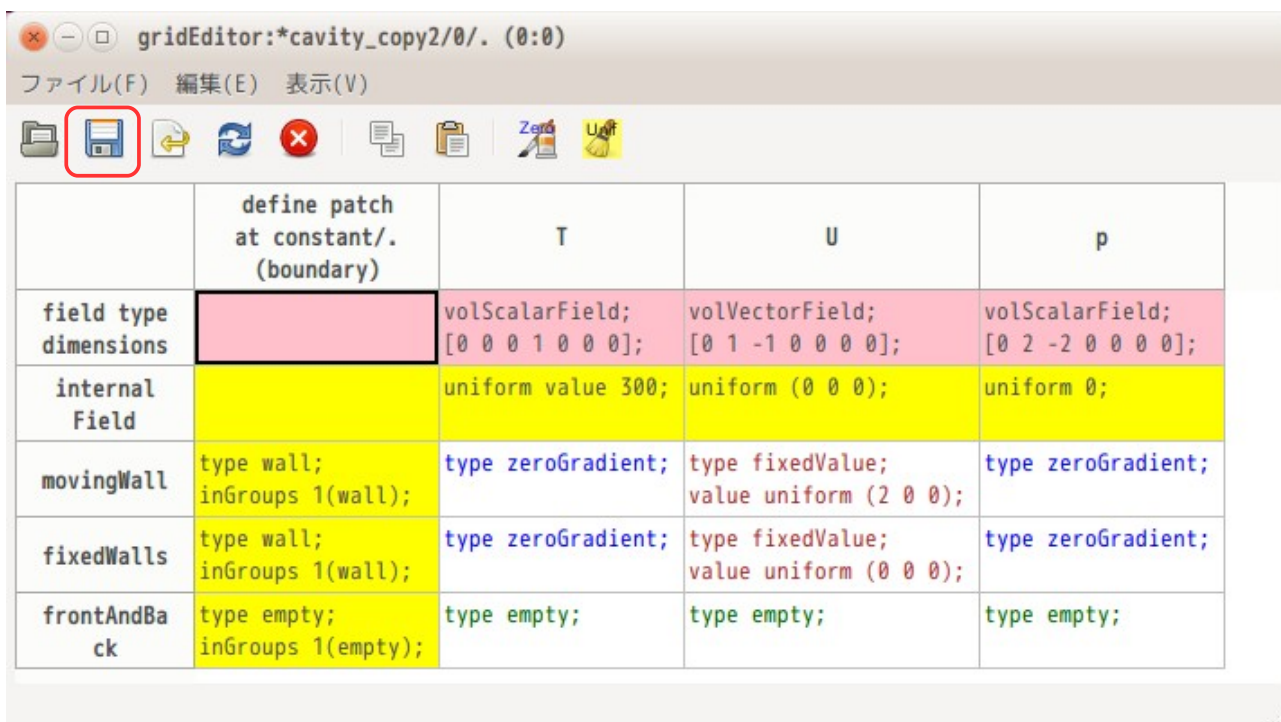 gridEditor:*cavity_copy2/0/. (0:0)
ファイル(F) 編集(E) 表示(V)
Zero Unif
define patch
at constant/.
(boundary)
T
U
p
field type
dimensions
volScalarField;
[0 0 0 1 0 0 0];
volVectorField;
[0 1 -1 0 0 0 0];
volScalarField;
[0 2 -2 0 0 0 0];
internal
Field
uniform value 300;
uniform (0 0 0);
uniform 0;
movingWall
type wall;
inGroups 1(wall);
type zeroGradient;
type fixedValue;
value uniform (2 0 0);
type zeroGradient;
fixedWalls
type wall;
inGroups 1(wall);
type zeroGradient;
type fixedValue;
value uniform (0 0 0);
type zeroGradient;
frontAndBa
ck
type empty;
inGroups 1(empty);
type empty;
type empty;
type empty;